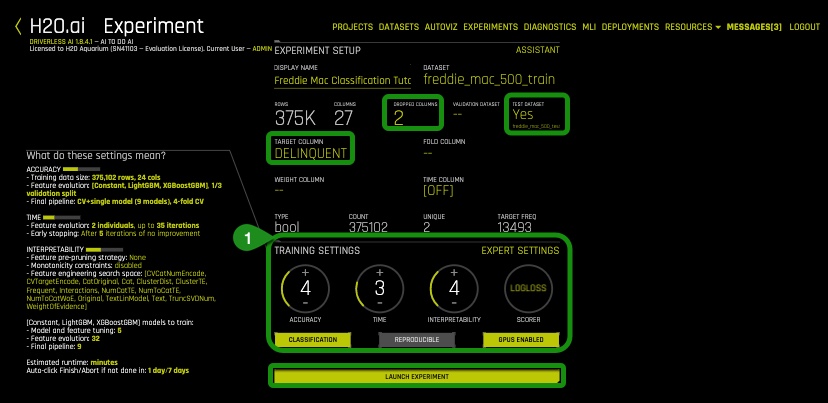 H2O.ai Experiment
DRIVERLESS AI 1.8.4.1 – AI TO DO AI
Licensed to H2O Aquarium (SN41103 – Evaluation License). Current User – ADMIN
PROJECTS DATASETS AUTOVIZ EXPERIMENTS DIAGNOSTICS MLI DEPLOYMENTS RESOURCES MESSAGES[3] LOGOUT
EXPERIMENT SETUP ASSISTANT
DISPLAY NAME DATASET
Freddie Mac Classification Tuto freddie_mac_500_train
ROWS COLUMNS DROPPED COLUMNS VALIDATION DATASET TEST DATASET
375K 27 2 -- Yes
freddie_mac_500_test
TARGET COLUMN FOLD COLUMN
DELINQUENT --
WEIGHT COLUMN TIME COLUMN
-- [OFF]
TYPE COUNT UNIQUE TARGET FREQ
bool 375102 2 13493
What do these settings mean?
ACCURACY
- Training data size: 375,102 rows, 24 cols
- Feature evolution: [Constant, LightGBM, XGBoostGBM], 1/3
validation split
- Final pipeline: CV+single model (9 models), 4-fold CV
TIME
- Feature evolution: 2 individuals, up to 35 iterations
- Early stopping: After 5 iterations of no improvement
INTERPRETABILITY
- Feature pre-pruning strategy: None
- Monotonicity constraints: disabled
- Feature engineering search space: [CVCatNumEncode,
CVTargetEncode, CatOriginal, Cat, ClusterDist, ClusterTE,
Frequent, Interactions, NumCatTE, NumToCatTE,
NumToCatWoE, Original, TextLinModel, Text, TruncSVDNum,
WeightOfEvidence]
[Constant, LightGBM, XGBoostGBM] models to train:
- Model and feature tuning: 5
- Feature evolution: 32
- Final pipeline: 9
Estimated runtime: minutes
Auto-click Finish/Abort if not done in: 1 day/7 days
1
TRAINING SETTINGS EXPERT SETTINGS
+ + +
4 3 4 LOGLOSS
- - -
ACCURACY TIME INTERPRETABILITY SCORER
CLASSIFICATION REPRODUCIBLE GPUS ENABLED
LAUNCH EXPERIMENT